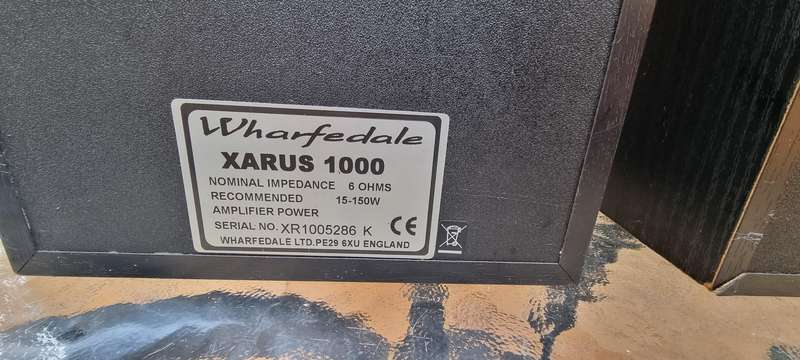 Wharfedale
XARUS 1000
NOMINAL IMPEDANCE 6 OHMS
RECOMMENDED 15-150W
AMPLIFIER POWER
SERIAL NO. XR1005286 K CE
WHARFEDALE LTD.PE29 6XU ENGLAND